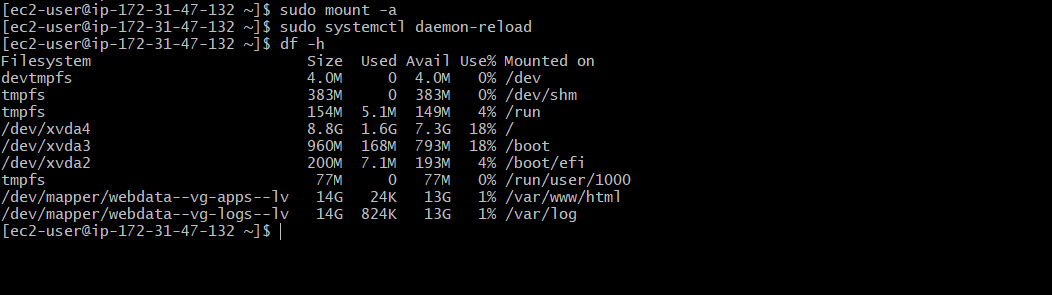 [ec2-user@ip-172-31-47-132 ~]$ sudo mount -a
[ec2-user@ip-172-31-47-132 ~]$ sudo systemctl daemon-reload
[ec2-user@ip-172-31-47-132 ~]$ df -h
Filesystem                           Size  Used Avail Use% Mounted on
devtmpfs                             4.0M     0  4.0M   0% /dev
tmpfs                                383M     0  383M   0% /dev/shm
tmpfs                                154M  5.1M  149M   4% /run
/dev/xvda4                           8.8G  1.6G  7.3G  18% /
/dev/xvda3                           960M  168M  793M  18% /boot
/dev/xvda2                           200M  7.1M  193M   4% /boot/efi
tmpfs                                 77M     0   77M   0% /run/user/1000
/dev/mapper/webdata--vg-apps--lv      14G   24K   13G   1% /var/www/html
/dev/mapper/webdata--vg-logs--lv      14G  824K   13G   1% /var/log
[ec2-user@ip-172-31-47-132 ~]$